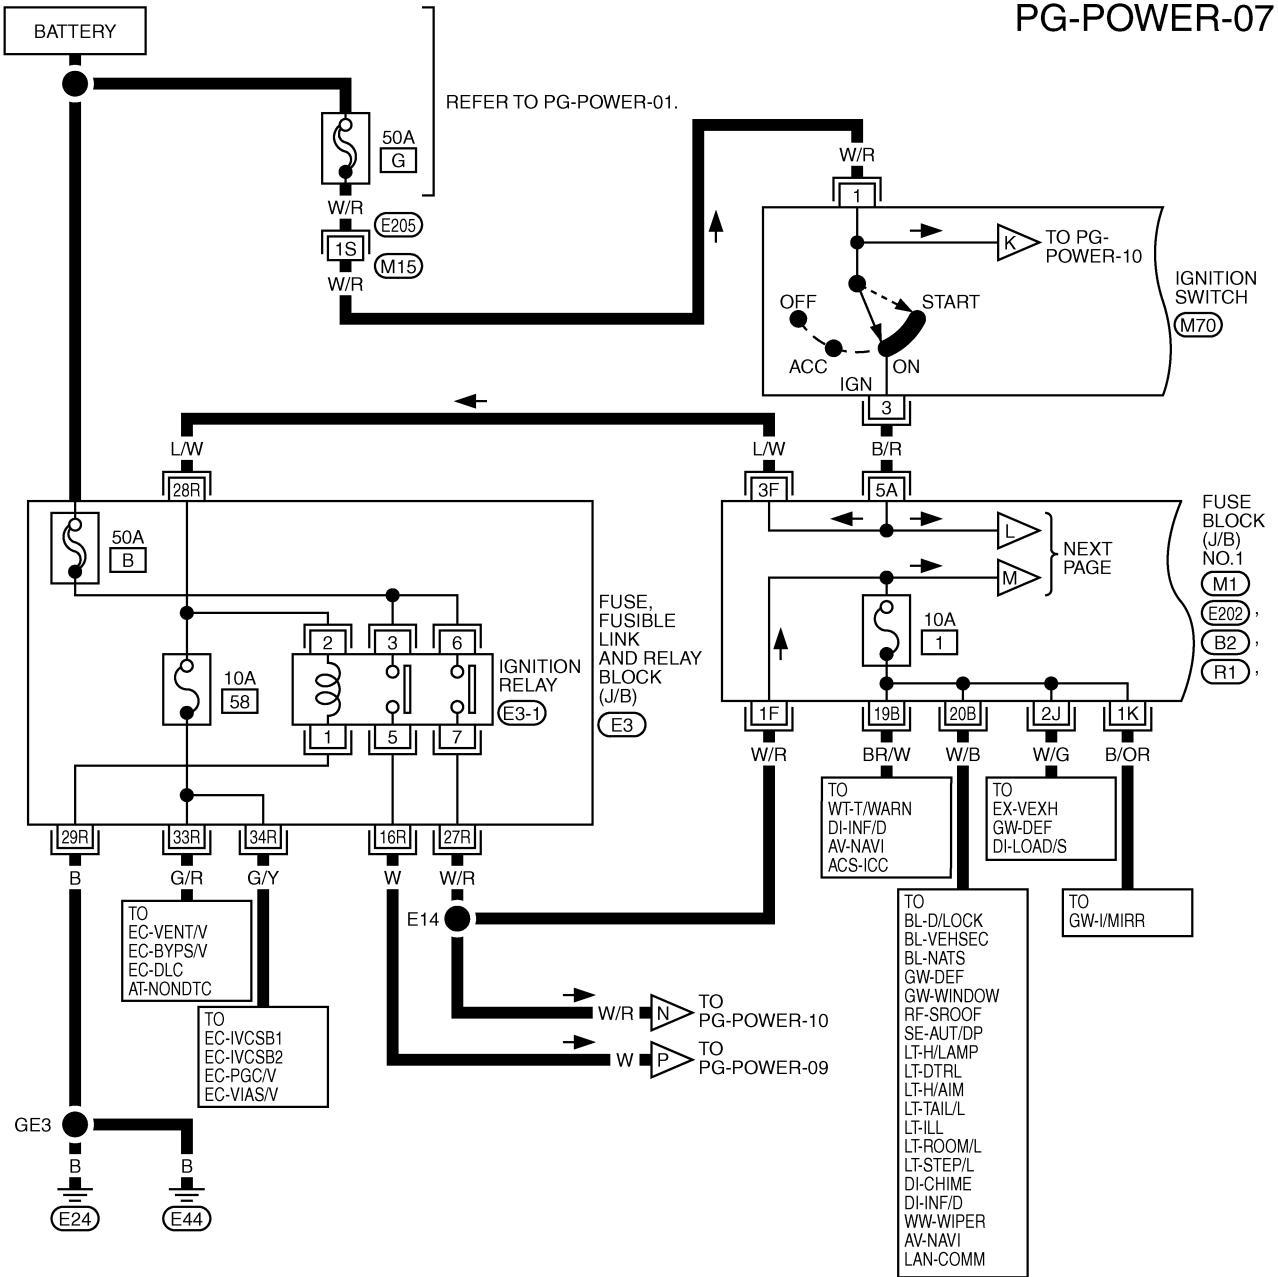 PG-POWER-07
BATTERY
REFER TO PG-POWER-01.
50A
G
W/R
E205
1S
M15
W/R
W/R
1
K
TO PG-
POWER-10
IGNITION
SWITCH
M70
OFF
START
ACC
ON
IGN
3
L/W
L/W
B/R
28R
3F
5A
50A
B
L
M
NEXT
PAGE
FUSE
BLOCK
(J/B)
NO.1
M1
E202 ,
B2 ,
R1 ,
10A
1
2
3
6
10A
58
IGNITION
RELAY
E3-1
1
5
7
FUSE,
FUSIBLE
LINK
AND RELAY
BLOCK
(J/B)
E3
1F
19B
20B
2J
1K
W/R
BR/W
W/B
W/G
B/OR
29R
33R
34R
16R
27R
B
G/R
G/Y
W
W/R
TO
WT-T/WARN
DI-INF/D
AV-NAVI
ACS-ICC
TO
EX-VEXH
GW-DEF
DI-LOAD/S
TO
GW-I/MIRR
E14
TO
EC-VENT/V
EC-BYPS/V
EC-DLC
AT-NONDTC
TO
EC-IVCSB1
EC-IVCSB2
EC-PGC/V
EC-VIAS/V
W/R
N
TO
PG-POWER-10
W
P
TO
PG-POWER-09
TO
BL-D/LOCK
BL-VEHSEC
BL-NATS
GW-DEF
GW-WINDOW
RF-SROOF
SE-AUT/DP
LT-H/LAMP
LT-DTRL
LT-H/AIM
LT-TAIL/L
LT-ILL
LT-ROOM/L
LT-STEP/L
DI-CHIME
DI-INF/D
WW-WIPER
AV-NAVI
LAN-COMM
GE3
B
B
E24
E44